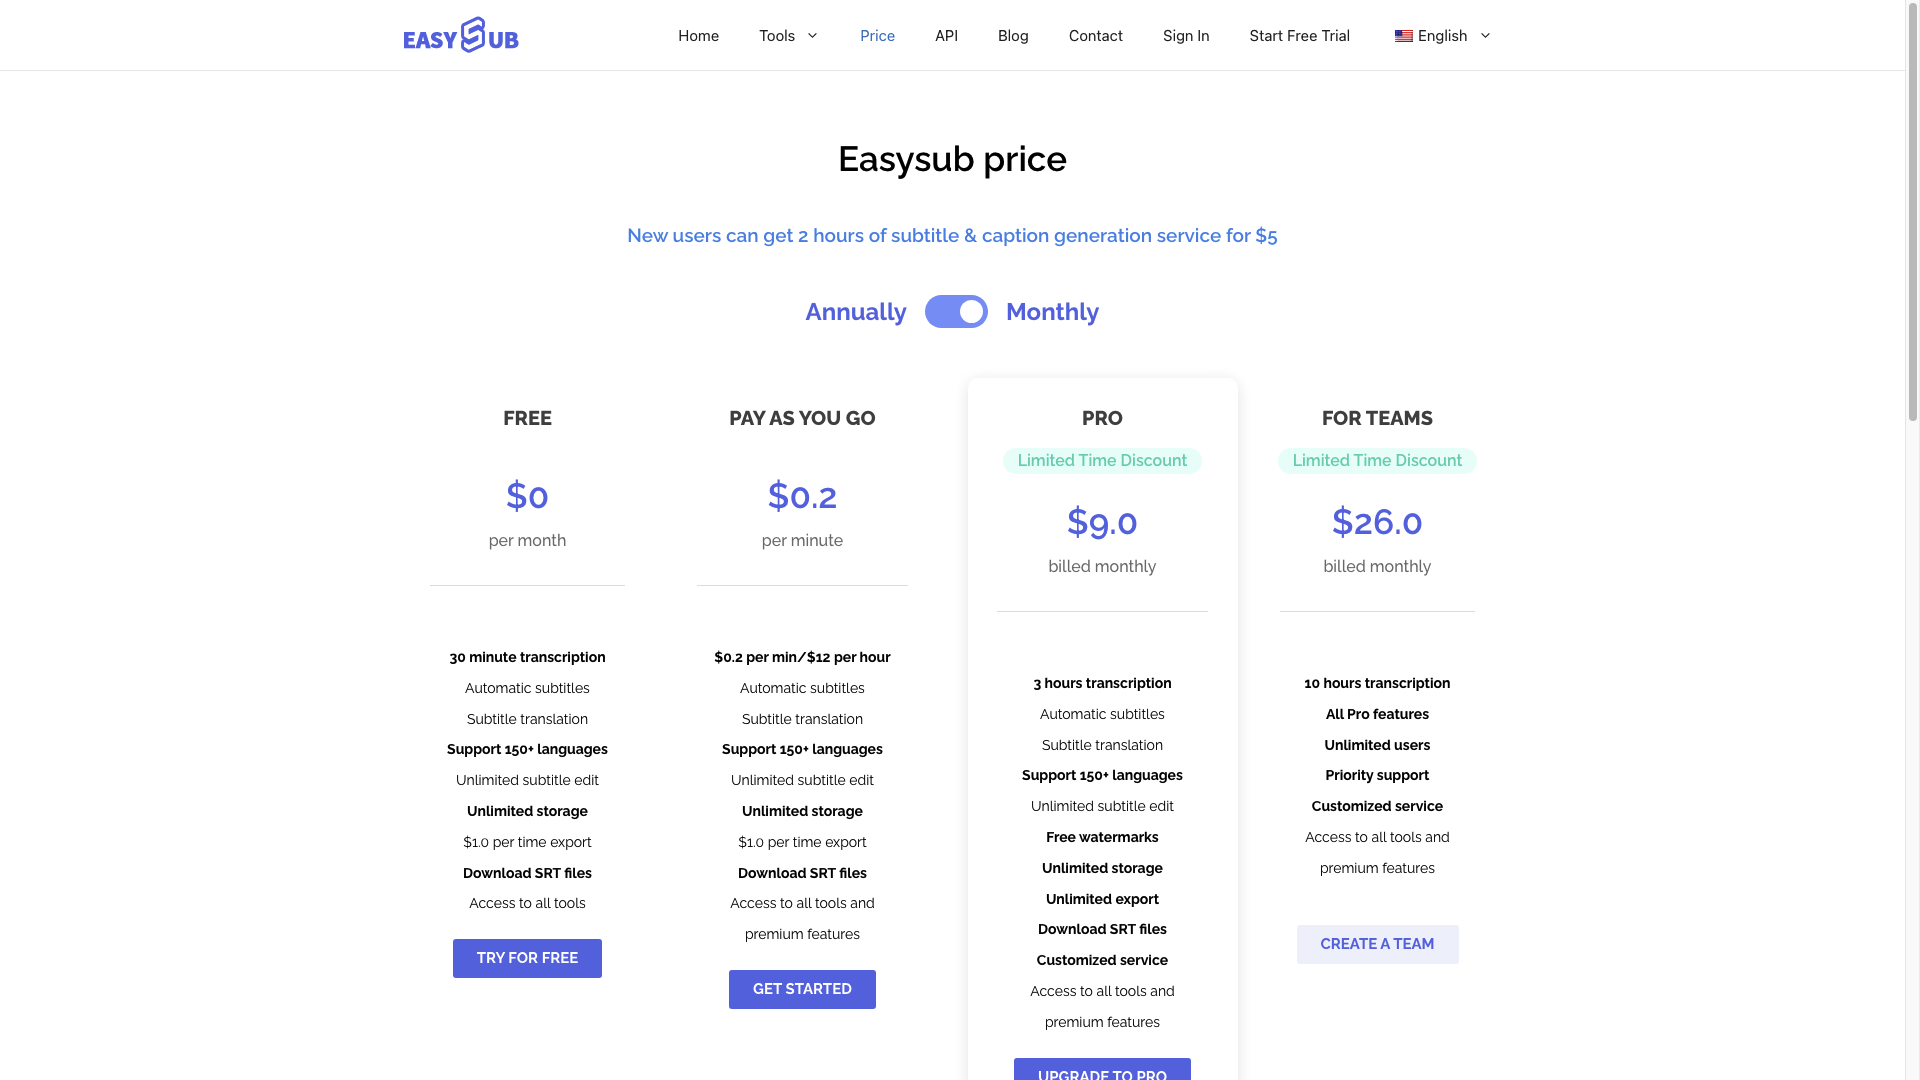 EASYSUB
Home
Tools
Price
API
Blog
Contact
Sign In
Start Free Trial
English
Easysub price
New users can get 2 hours of subtitle & caption generation service for $5
Annually
Monthly
FREE
$0
per month
30 minute transcription
Automatic subtitles
Subtitle translation
Support 150+ languages
Unlimited subtitle edit
Unlimited storage
$1.0 per time export
Download SRT files
Access to all tools
TRY FOR FREE
PAY AS YOU GO
$0.2
per minute
$0.2 per min/$12 per hour
Automatic subtitles
Subtitle translation
Support 150+ languages
Unlimited subtitle edit
Unlimited storage
$1.0 per time export
Download SRT files
Access to all tools and
premium features
GET STARTED
PRO
Limited Time Discount
$9.0
billed monthly
3 hours transcription
Automatic subtitles
Subtitle translation
Support 150+ languages
Unlimited subtitle edit
Free watermarks
Unlimited storage
Unlimited export
Download SRT files
Customized service
Access to all tools and
premium features
UPGRADE TO PRO
FOR TEAMS
Limited Time Discount
$26.0
billed monthly
10 hours transcription
All Pro features
Unlimited users
Priority support
Customized service
Access to all tools and
premium features
CREATE A TEAM